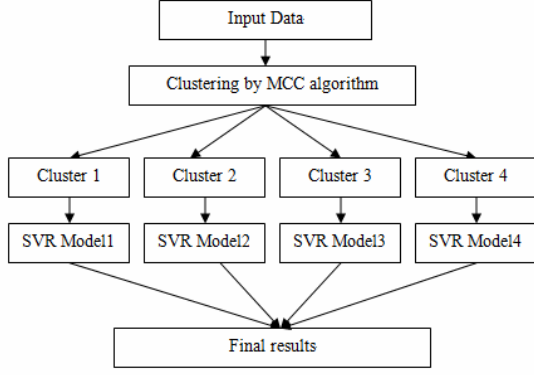 Input Data
Clustering by MCC algorithm
Cluster 1
Cluster 2
Cluster 3
Cluster 4
SVR Model1
SVR Model2
SVR Model3
SVR Model4
Final results